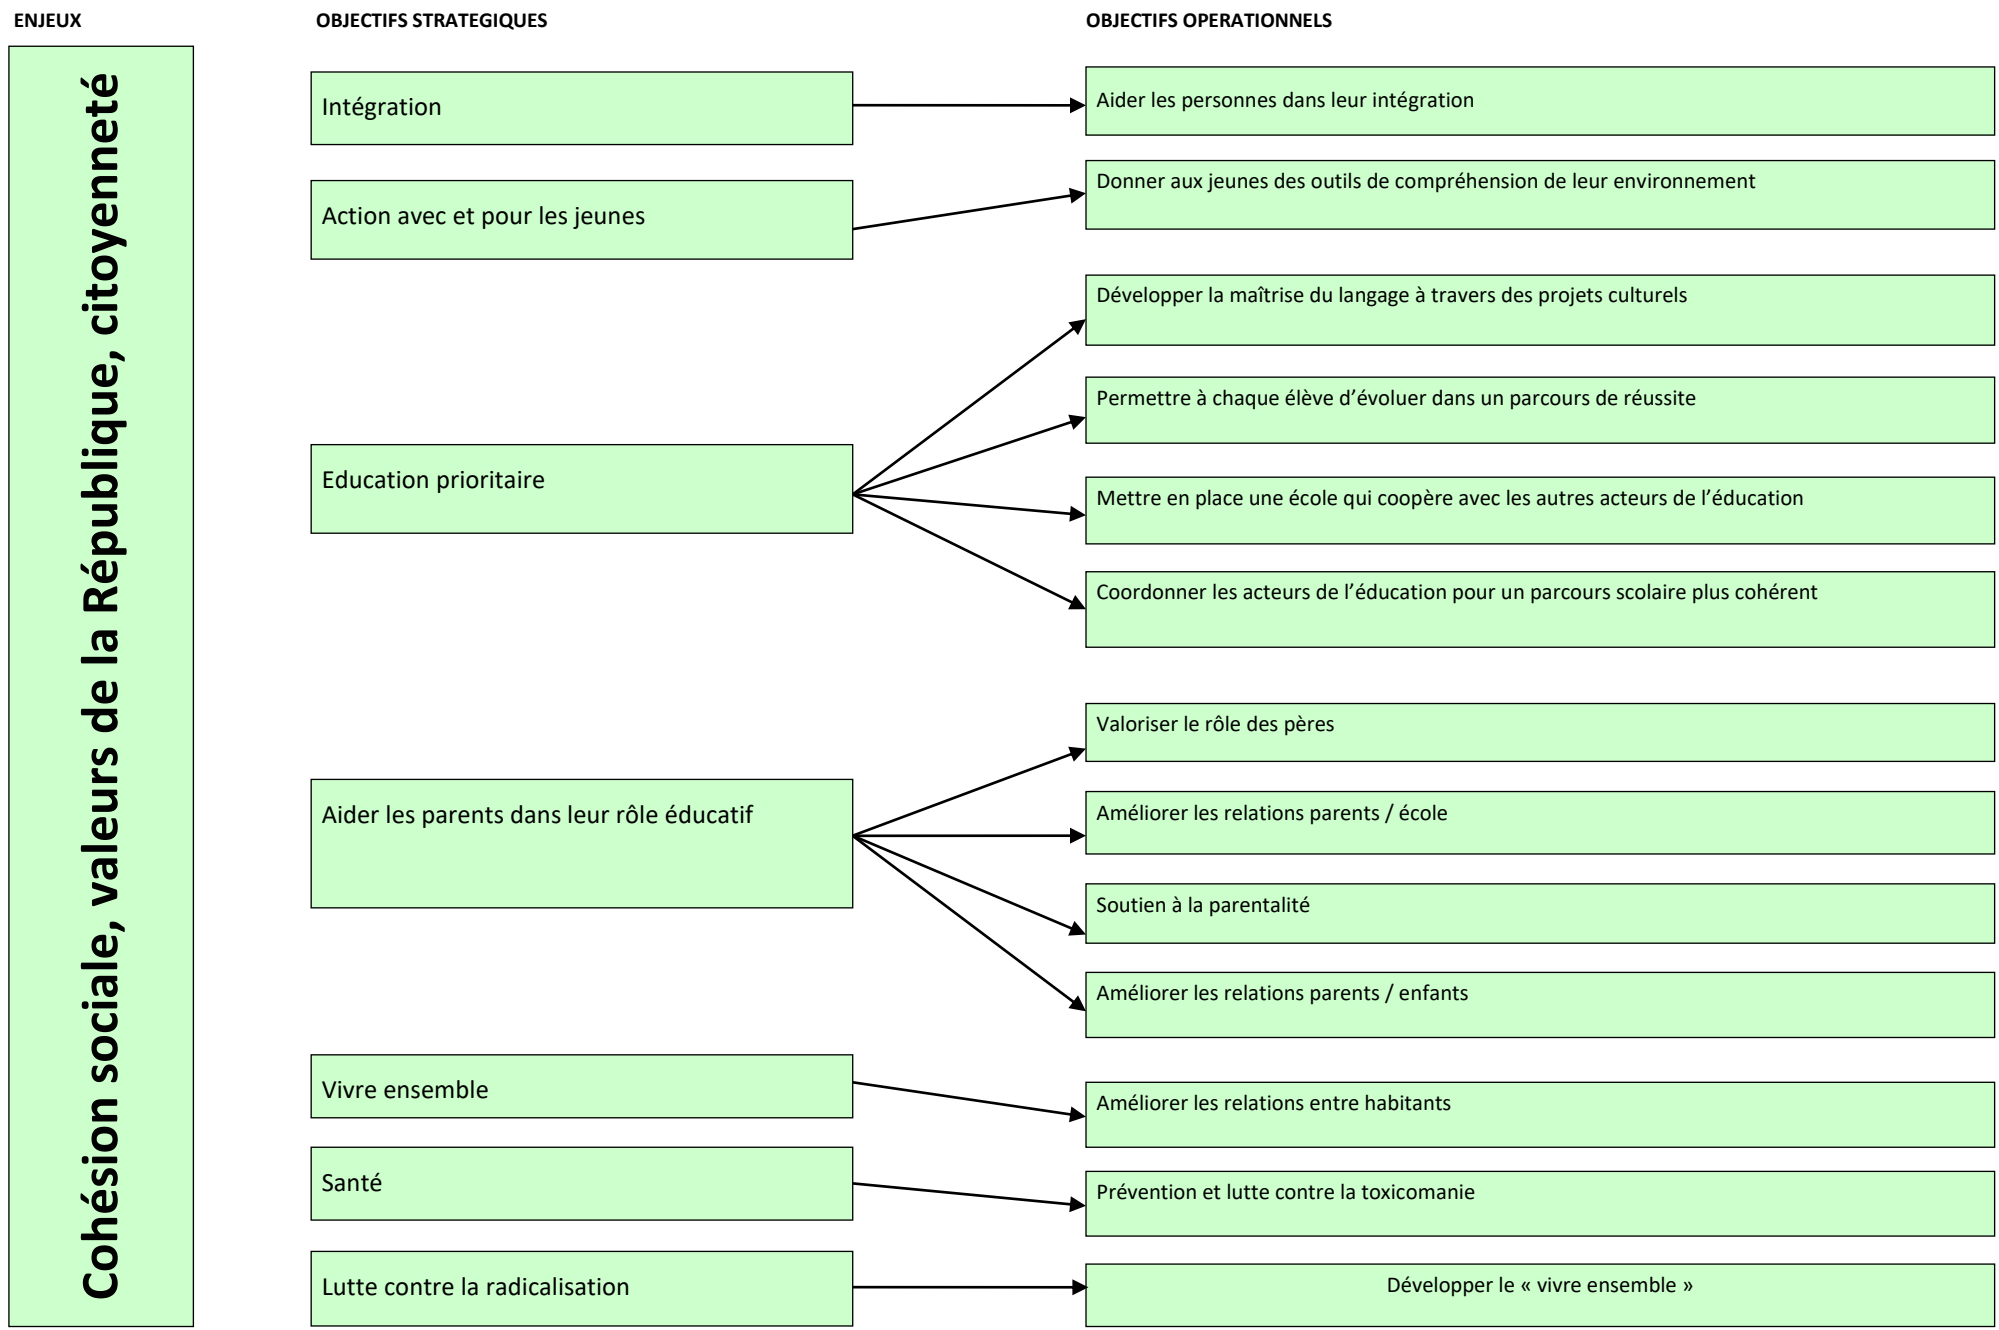 ENJEUX
OBJECTIFS STRATEGIQUES
OBJECTIFS OPERATIONNELS
Cohésion sociale, valeurs de la République, citoyenneté
Intégration
Aider les personnes dans leur intégration
Action avec et pour les jeunes
Donner aux jeunes des outils de compréhension de leur environnement
Education prioritaire
Développer la maîtrise du langage à travers des projets culturels
Permettre à chaque élève d’évoluer dans un parcours de réussite
Mettre en place une école qui coopère avec les autres acteurs de l’éducation
Coordonner les acteurs de l’éducation pour un parcours scolaire plus cohérent
Aider les parents dans leur rôle éducatif
Valoriser le rôle des pères
Améliorer les relations parents / école
Soutien à la parentalité
Améliorer les relations parents / enfants
Vivre ensemble
Améliorer les relations entre habitants
Santé
Prévention et lutte contre la toxicomanie
Lutte contre la radicalisation
Développer le « vivre ensemble »